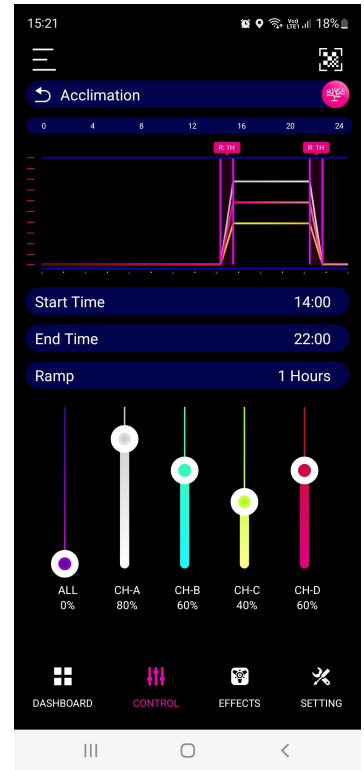 15:21 Vo) LTE1 18%
Acclimation
0 4 8 12 16 20 24
R: 1H R: 1H
Start Time 14:00
End Time 22:00
Ramp 1 Hours
ALL CH-A CH-B CH-C CH-D
0% 80% 60% 40% 60%
DASHBOARD CONTROL EFFECTS SETTING